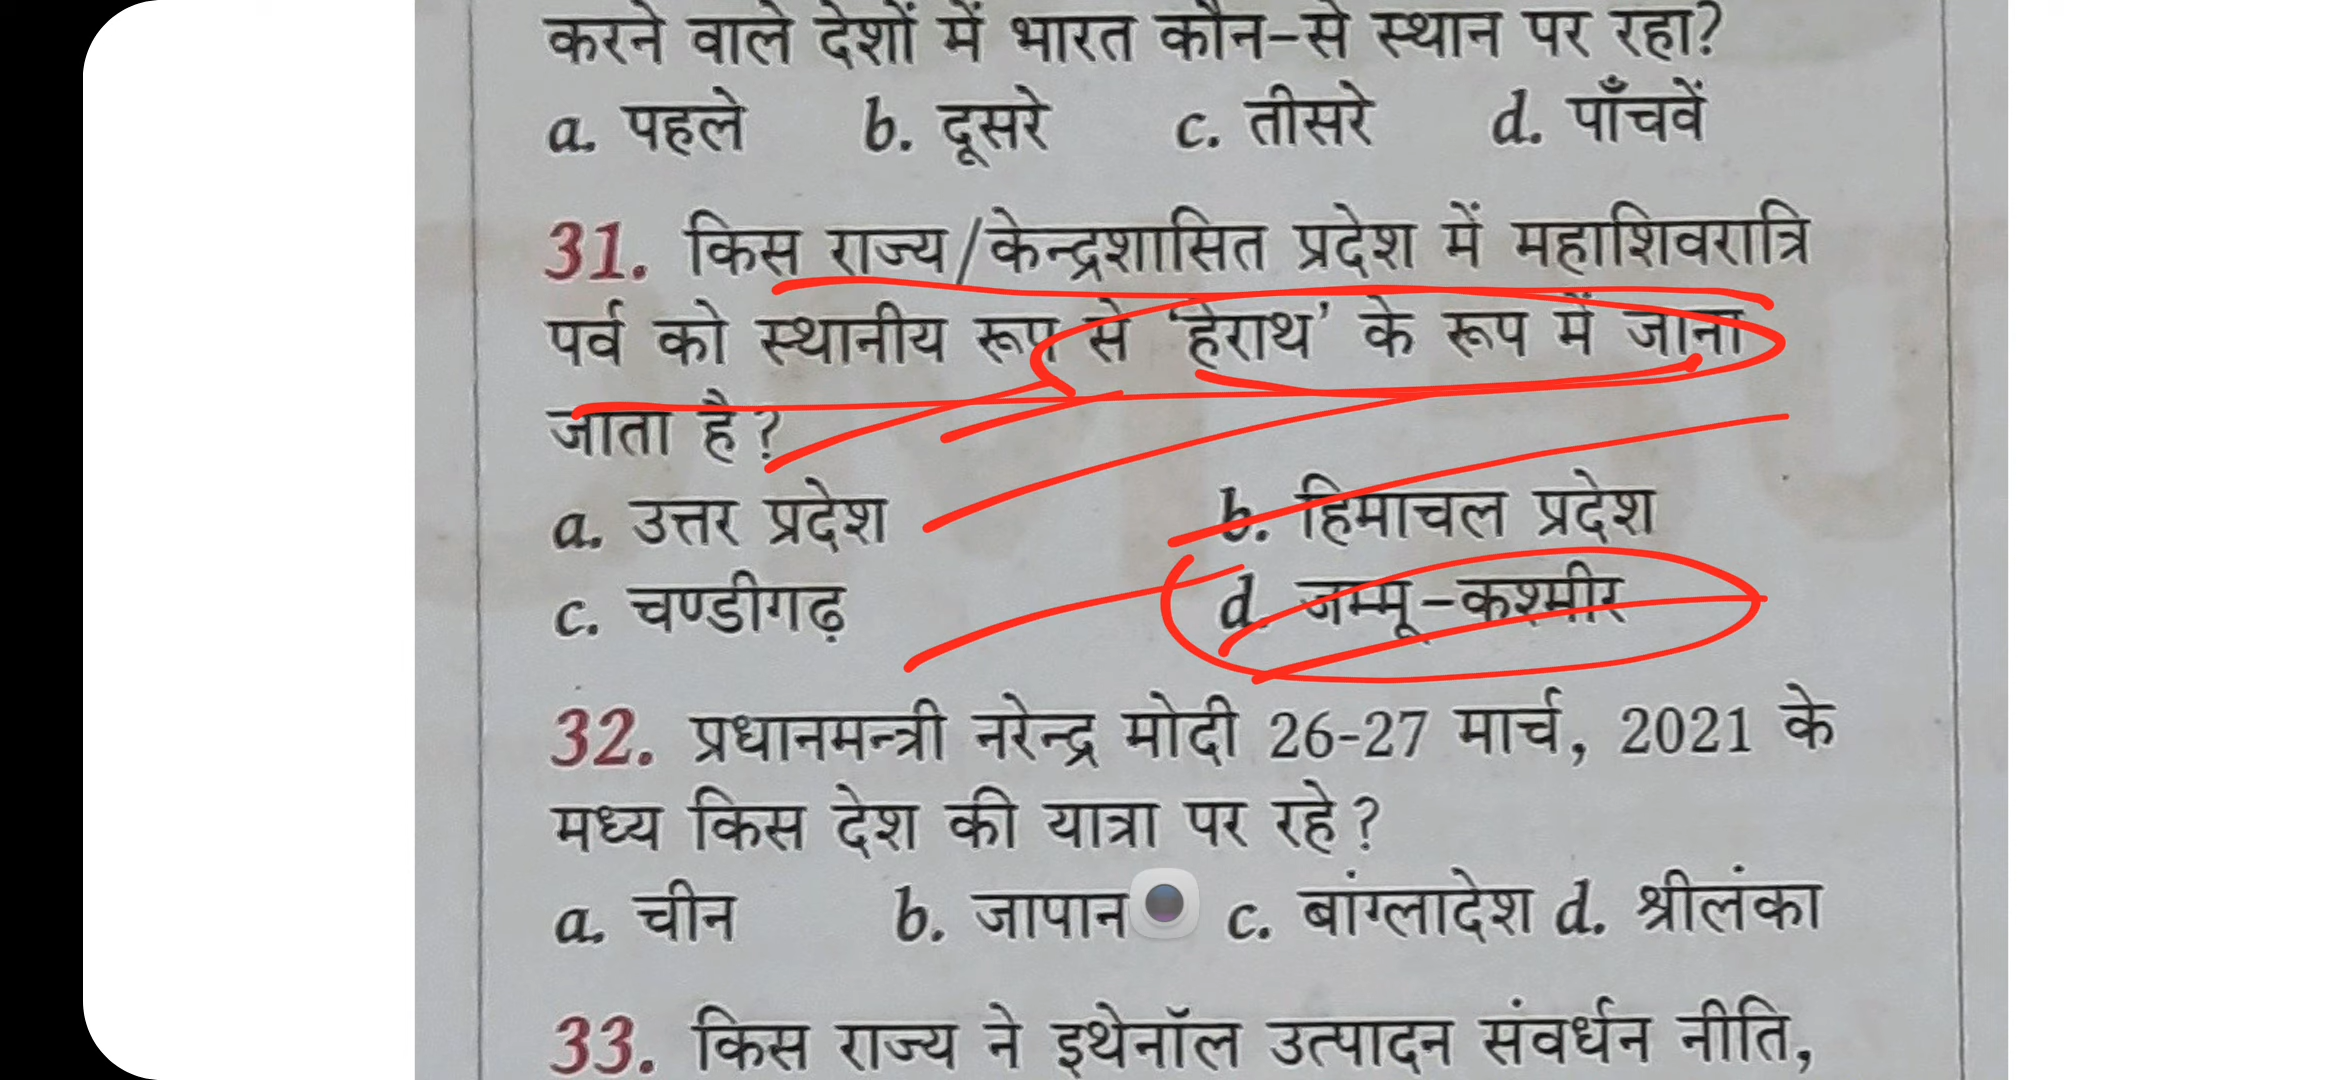 करने वाले देशों में भारत कौन-से स्थान पर रहा?
a. पहले b. दूसरे c. तीसरे d. पाँचवें
31. किस राज्य/केन्द्रशासित प्रदेश में महाशिवरात्रि
पर्व को स्थानीय रूप से 'हेराथ' के रूप में जाना
जाता है?
a. उत्तर प्रदेश b. हिमाचल प्रदेश
c. चण्डीगढ़ d. जम्मू-कश्मीर
32. प्रधानमन्त्री नरेन्द्र मोदी 26-27 मार्च, 2021 के
मध्य किस देश की यात्रा पर रहे?
a. चीन b. जापान c. बांग्लादेश d. श्रीलंका
33. किस राज्य ने इथेनॉल उत्पादन संवर्धन नीति,